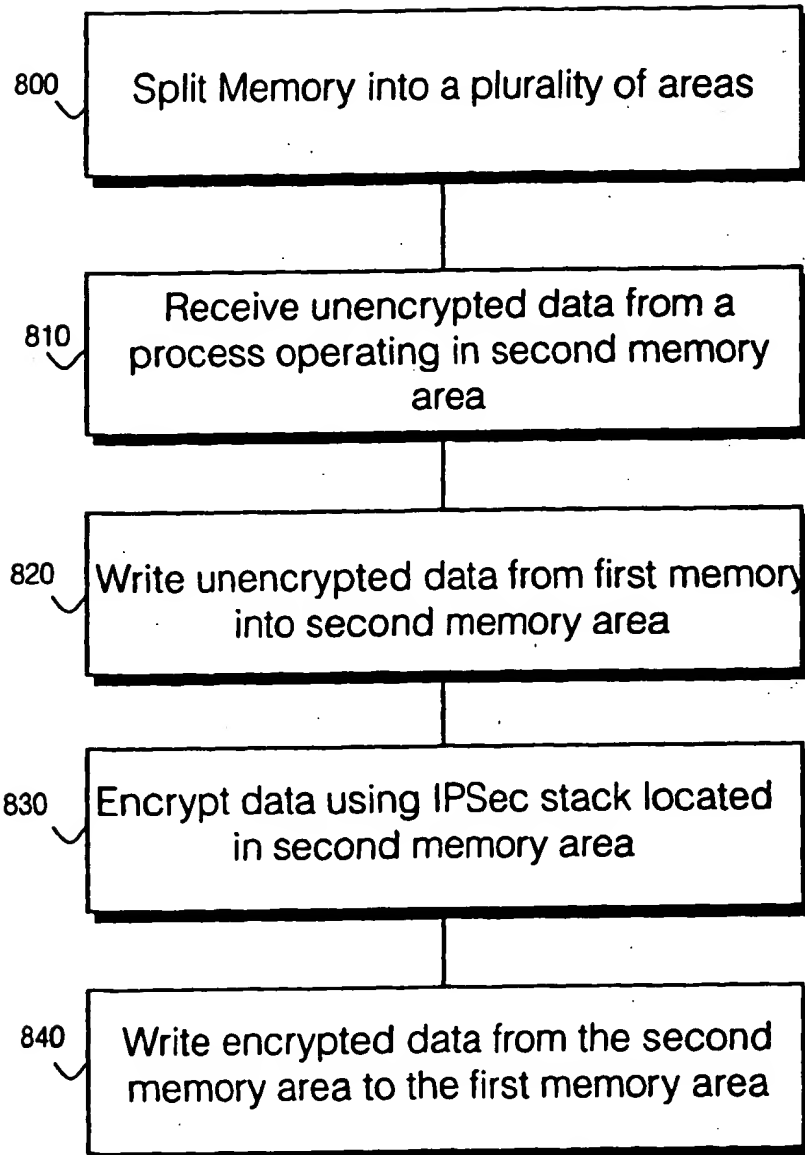 800
Split Memory into a plurality of areas
810
Receive unencrypted data from a
process operating in second memory
area
820
Write unencrypted data from first memory
into second memory area
830
Encrypt data using IPSec stack located
in second memory area
840
Write encrypted data from the second
memory area to the first memory area